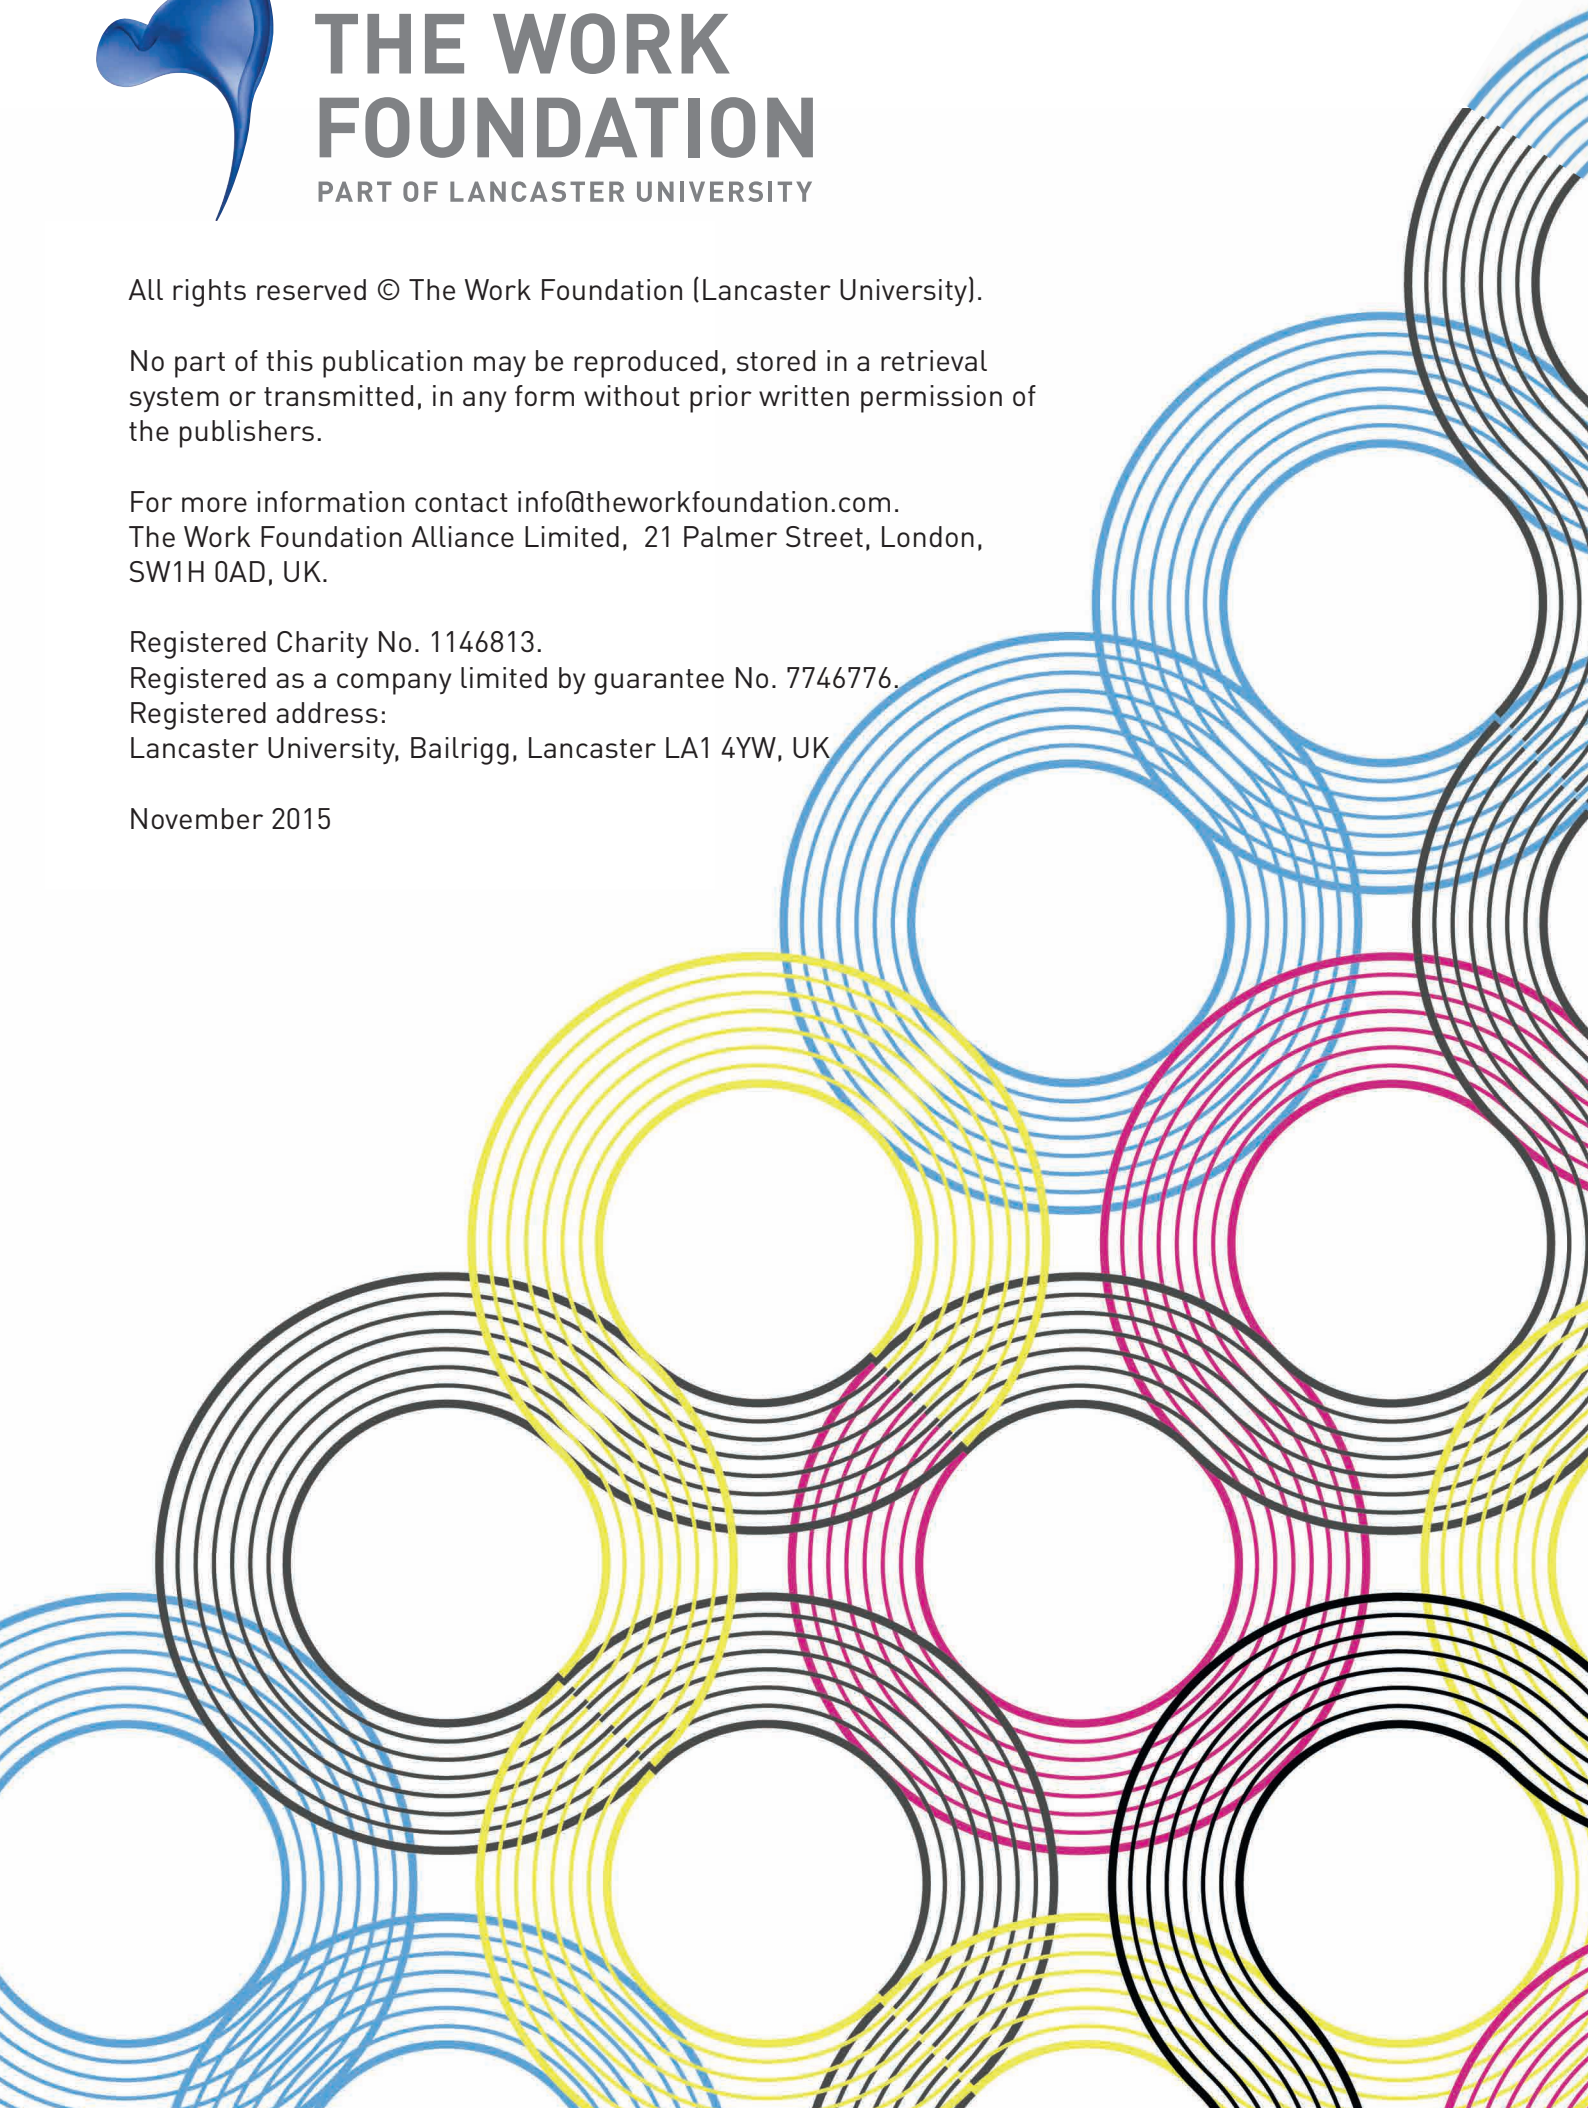 THE WORK
FOUNDATION
PART OF LANCASTER UNIVERSITY
All rights reserved © The Work Foundation (Lancaster University).
No part of this publication may be reproduced, stored in a retrieval
system or transmitted, in any form without prior written permission of
the publishers.
For more information contact info@theworkfoundation.com.
The Work Foundation Alliance Limited,  21 Palmer Street, London,
SW1H 0AD, UK.
Registered Charity No. 1146813.
Registered as a company limited by guarantee No. 7746776.
Registered address:
Lancaster University, Bailrigg, Lancaster LA1 4YW, UK
November 2015